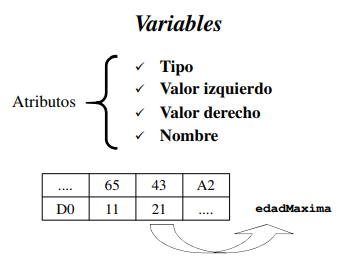 Variables
✓ Tipo
✓ Valor izquierdo
Atributos
✓ Valor derecho
✓ Nombre
.... 65 43 A2
D0 11 21 .... edadMaxima